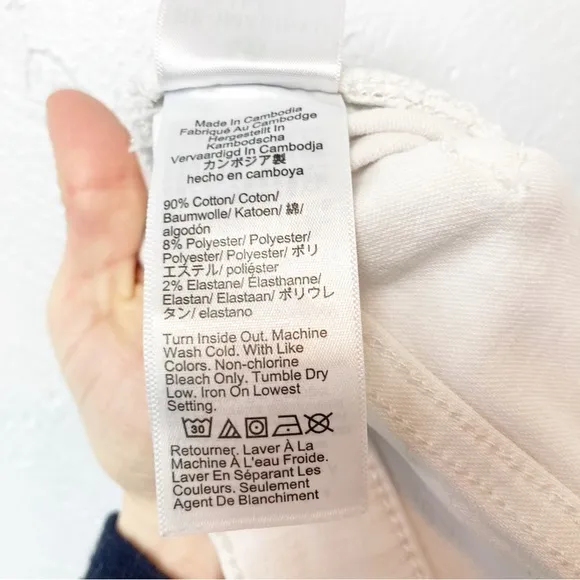 Made In Cambodia
Fabriqué Au Cambodge
Hergestellt In
Kambodscha
Vervaardigd In Cambodja
カンボジア製
hecho en camboya
90% Cotton/ Coton/
Baumwolle/ Katoen/ 綿/
algodón
8% Polyester/ Polyester/
Polyester/ Polyester/ ポリ
エステル/ poliéster
2% Elastane/ Élasthanne/
Elastan/ Elastaan/ ポリウレ
タン/ elastano
Turn Inside Out. Machine
Wash Cold. With Like
Colors. Non-chlorine
Bleach Only. Tumble Dry
Low. Iron On Lowest
Setting.
30
Retourner. Laver À La
Machine À L'eau Froide.
Laver En Séparant Les
Couleurs. Seulement
Agent De Blanchiment